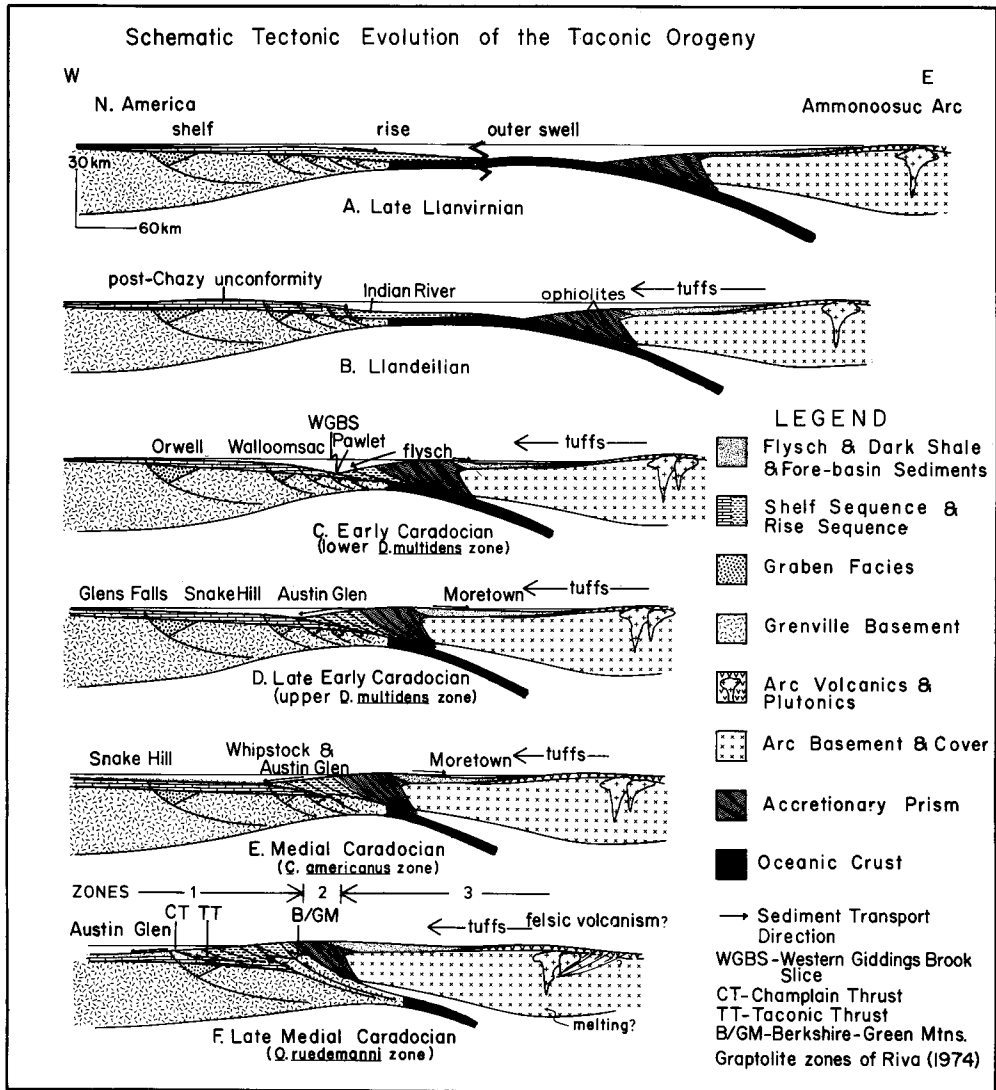 Schematic Tectonic Evolution of the Taconic Orogeny
W
E
N. America
Ammonoosuc Arc
shelf
rise
outer swell
30 km
60 km
A. Late Llanvirnian
post-Chazy unconformity
Indian River
ophiolites
tuffs
B. Llandeilian
WGBS
Orwell
Walloomsac
Pawlet
flysch
tuffs
C. Early Caradocian
(lower D. multidens zone)
Glens Falls
Snake Hill
Austin Glen
Moretown
tuffs
D. Late Early Caradocian
(upper D. multidens zone)
Snake Hill
Whipstock &
Austin Glen
Moretown
tuffs
E. Medial Caradocian
(C. americanus zone)
ZONES
1
2
3
CT
TT
B/GM
Austin Glen
tuffs
felsic volcanism?
melting?
F. Late Medial Caradocian
(O. ruedemanni zone)
LEGEND
Flysch & Dark Shale
& Fore-basin Sediments
Shelf Sequence &
Rise Sequence
Graben Facies
Grenville Basement
Arc Volcanics &
Plutonics
Arc Basement & Cover
Accretionary Prism
Oceanic Crust
Sediment Transport
Direction
WGBS-Western Giddings Brook
Slice
CT-Champlain Thrust
TT-Taconic Thrust
B/GM-Berkshire-Green Mtns.
Graptolite zones of Riva (1974)